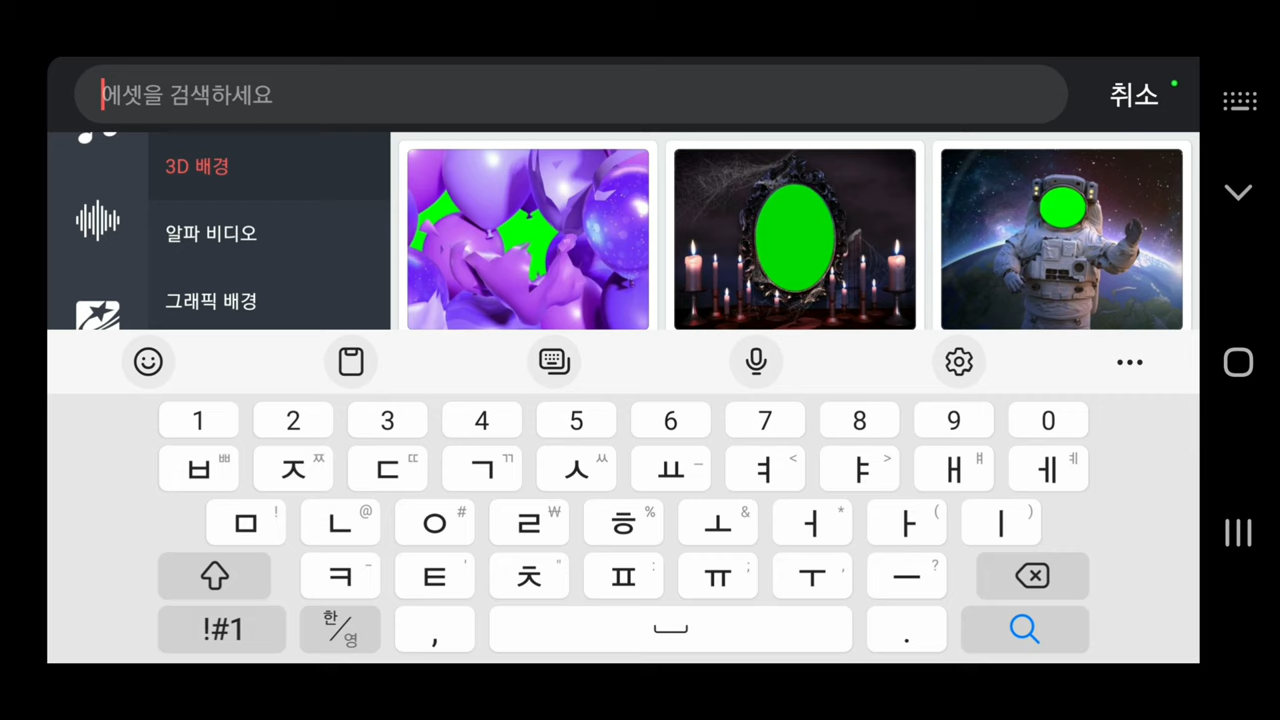 에셋을 검색하세요
취소
3D 배경
알파 비디오
그래픽 배경
1 2 3 4 5 6 7 8 9 0
ㅂ ㅃ ㅈ ㅉ ㄷ ㄸ ㄱ ㄲ ㅅ ㅆ ㅛ - ㅕ < ㅑ > ㅐ ㅒ ㅔ ㅖ
ㅁ ! ㄴ @ ㅇ # ㄹ ₩ ㅎ % ㅗ & ㅓ * ㅏ ( ㅣ )
ㅋ - ㅌ ' ㅊ " ㅍ : ㅠ ; ㅜ , ㅡ ?
!#1 한/영 , .